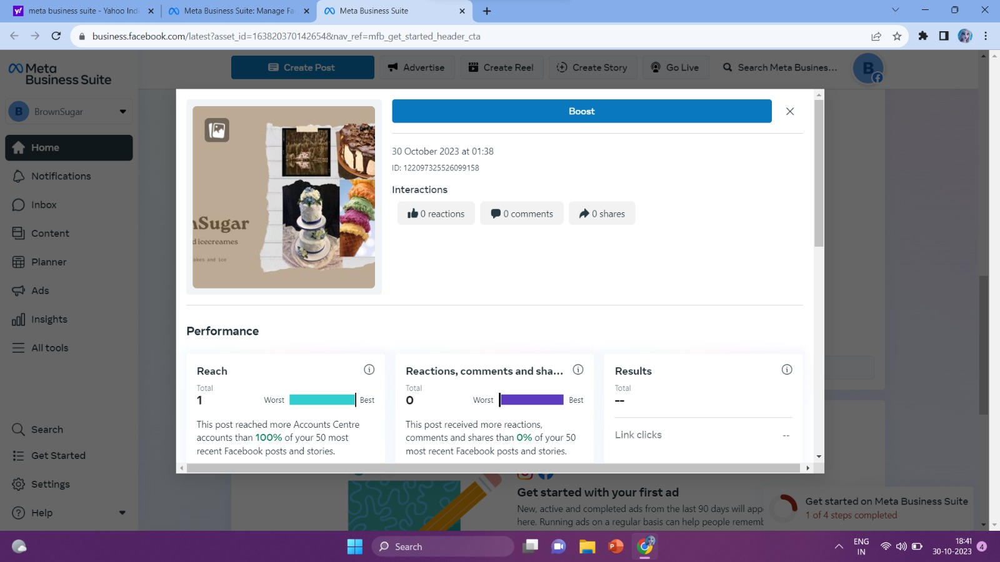 meta business suite - Yahoo Ind
Meta Business Suite: Manage Fa
Meta Business Suite
business.facebook.com/latest?asset_id=163820370142654&nav_ref=mfb_get_started_header_cta
Meta
Business Suite
Create Post
Advertise
Create Reel
Create Story
Go Live
Search Meta Busines...
B
B
BrownSugar
Home
Notifications
Inbox
Content
Planner
Ads
Insights
All tools
Search
Get Started
Settings
Help
nSugar
d icecreames
akes and ice
Boost
30 October 2023 at 01:38
ID: 122097325526099158
Interactions
0 reactions
0 comments
0 shares
Performance
Reach
Total
1
Worst
Best
This post reached more Accounts Centre
accounts than 100% of your 50 most
recent Facebook posts and stories.
Reactions, comments and sha...
Total
0
Worst
Best
This post received more reactions,
comments and shares than 0% of your 50
most recent Facebook posts and stories.
Results
Total
--
Link clicks
--
Get started with your first ad
New, active and completed ads from the last 90 days will app
here. Running ads on a regular basis can help people rememb
Get started on Meta Business Suite
1 of 4 steps completed
Search
ENG
IN
18:41
30-10-2023
4